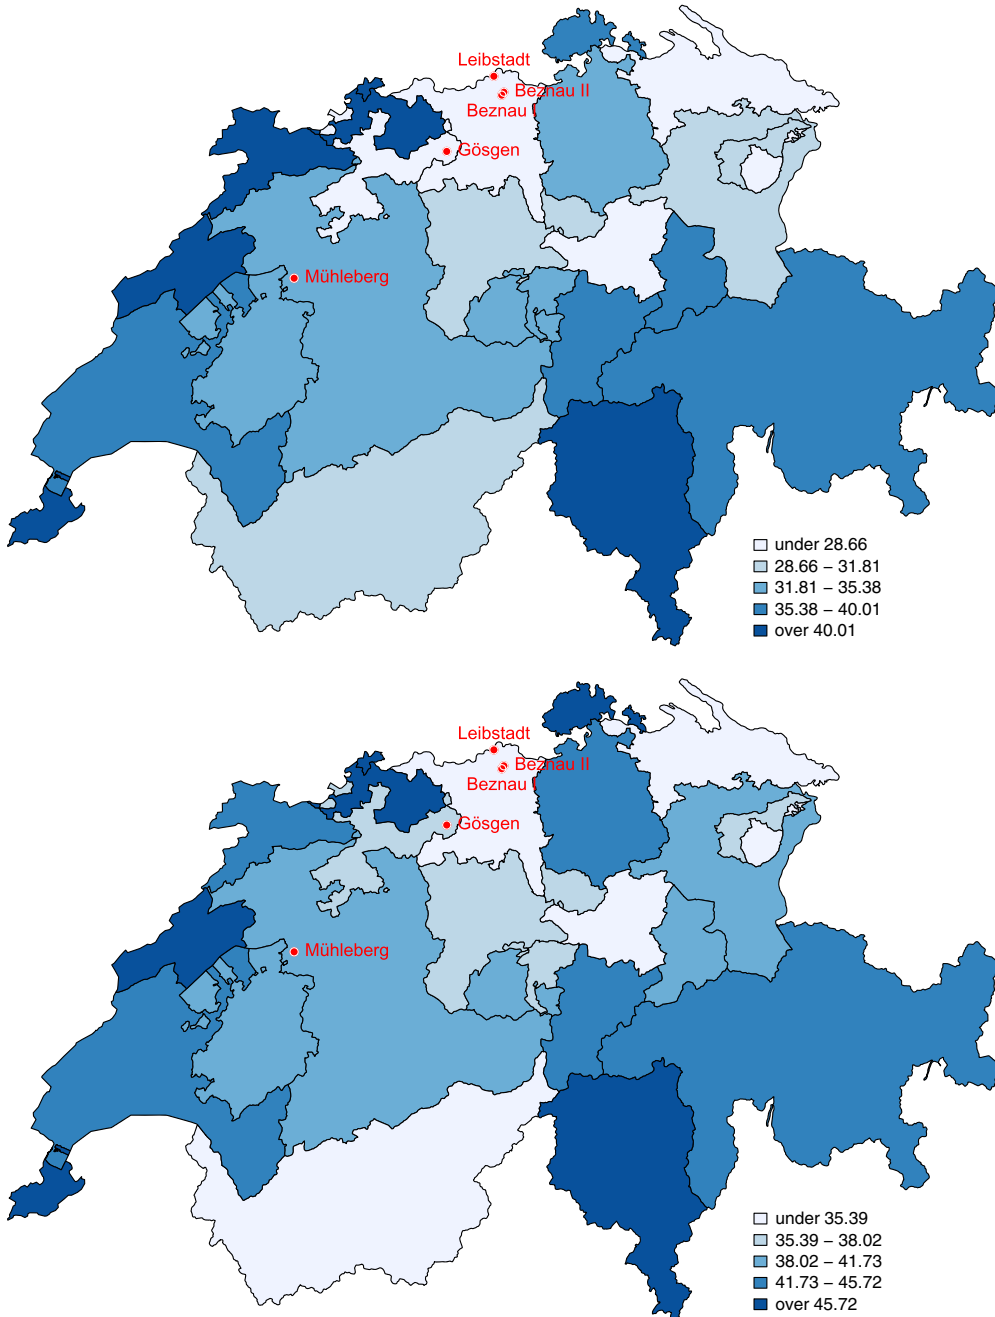 Leibstadt
Beznau II
Beznau I
Gösgen
Mühleberg
under 28.66
28.66 – 31.81
31.81 – 35.38
35.38 – 40.01
over 40.01
Leibstadt
Beznau II
Beznau I
Gösgen
Mühleberg
under 35.39
35.39 – 38.02
38.02 – 41.73
41.73 – 45.72
over 45.72